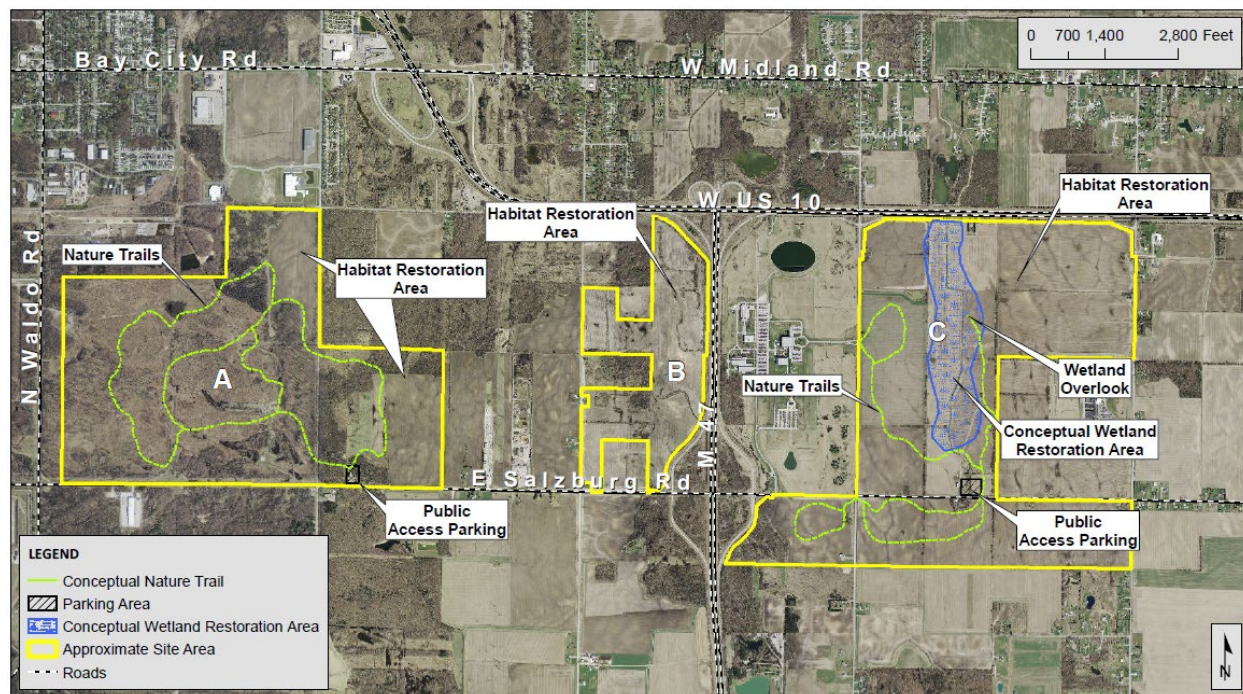 Bay City Rd
W Midland Rd
0 700 1,400 2,800 Feet
N Waldo Rd
W US 10
Nature Trails
Habitat Restoration
Area
Habitat Restoration
Area
Habitat Restoration
Area
A
B
C
M 47
Nature Trails
Wetland
Overlook
Conceptual Wetland
Restoration Area
E Salzburg Rd
Public
Access Parking
Public
Access Parking
LEGEND
Conceptual Nature Trail
Parking Area
Conceptual Wetland Restoration Area
Approximate Site Area
Roads
N